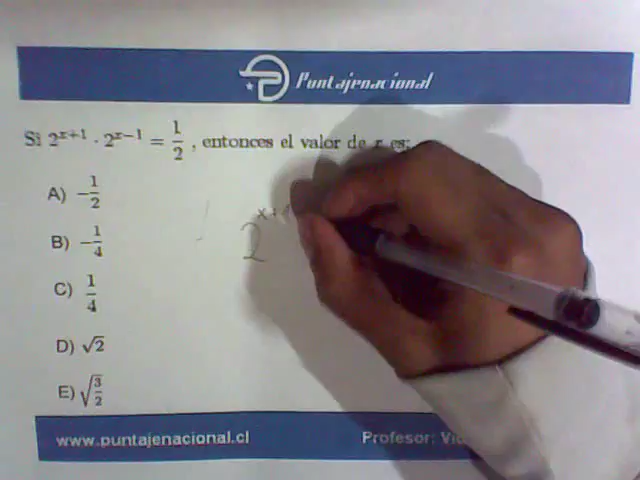 Puntajenacional
Si 2^{x+1} · 2^{x−1} = 1/2 , entonces el valor de x es:
A) −1/2
B) −1/4
C) 1/4
D) √2
E) √(3/2)
2^{x+1}
www.puntajenacional.cl Profesor: